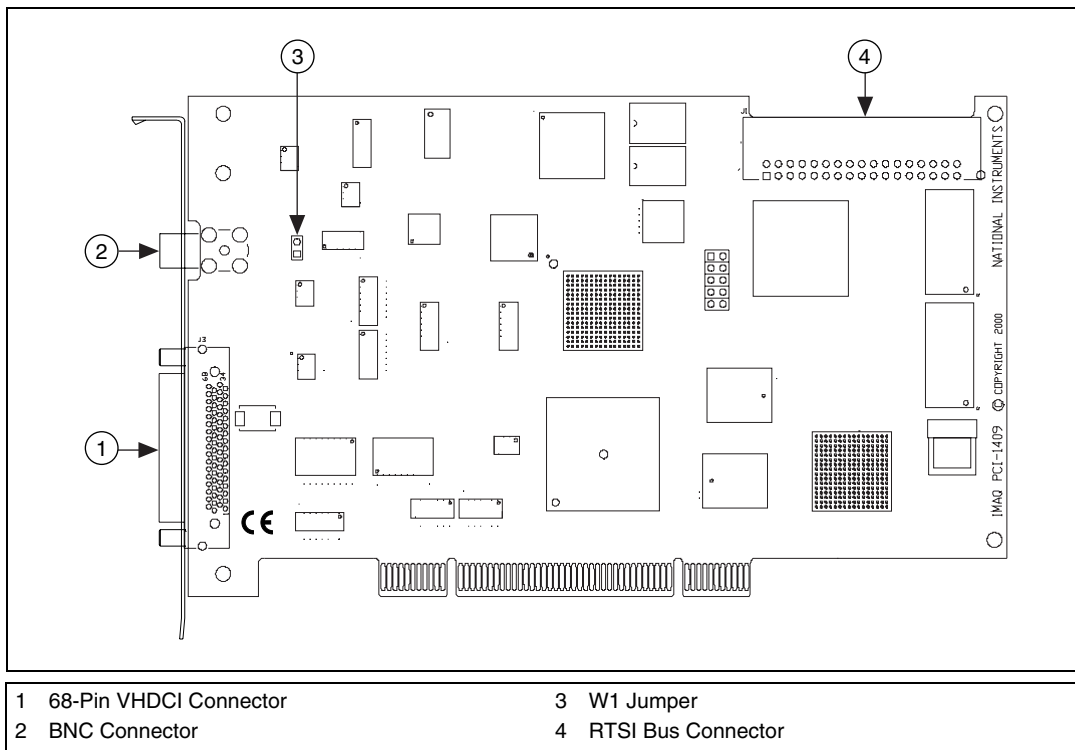 3
4
J1
NATIONAL INSTRUMENTS
2
J3
68
34
© COPYRIGHT 2000
1
CE
IMAQ PCI-1409
1 68-Pin VHDCI Connector
2 BNC Connector
3 W1 Jumper
4 RTSI Bus Connector